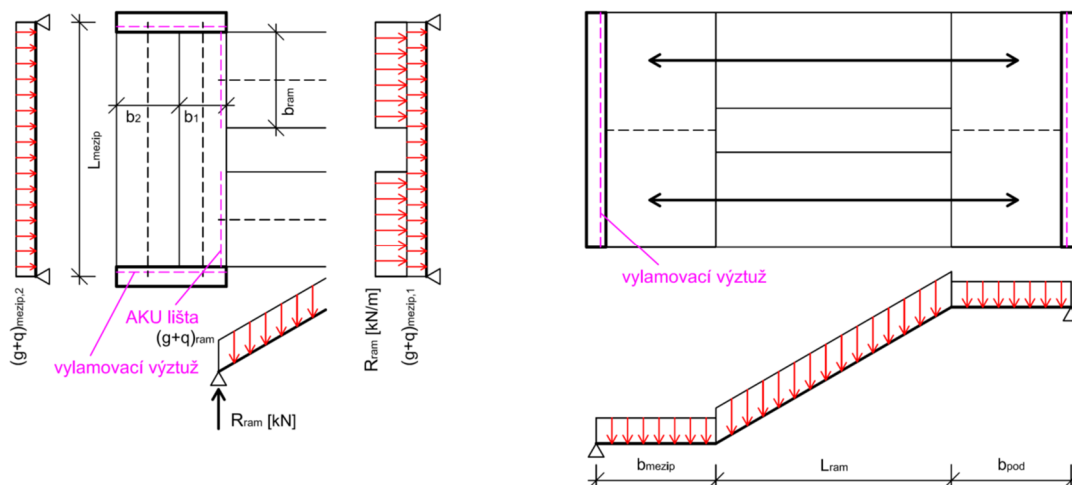 (g+q)mezip,2
Lmezip
b2
b1
bram
AKU lišta
(g+q)ram
vylamovací výztuž
Rram [kN]
Rram [kN/m]
(g+q)mezip,1
vylamovací výztuž
bmezip
Lram
bpod